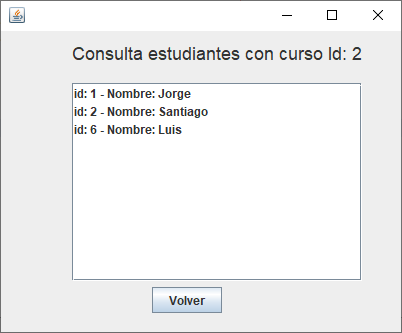 Consulta estudiantes con curso Id: 2
id: 1 - Nombre: Jorge
id: 2 - Nombre: Santiago
id: 6 - Nombre: Luis
Volver